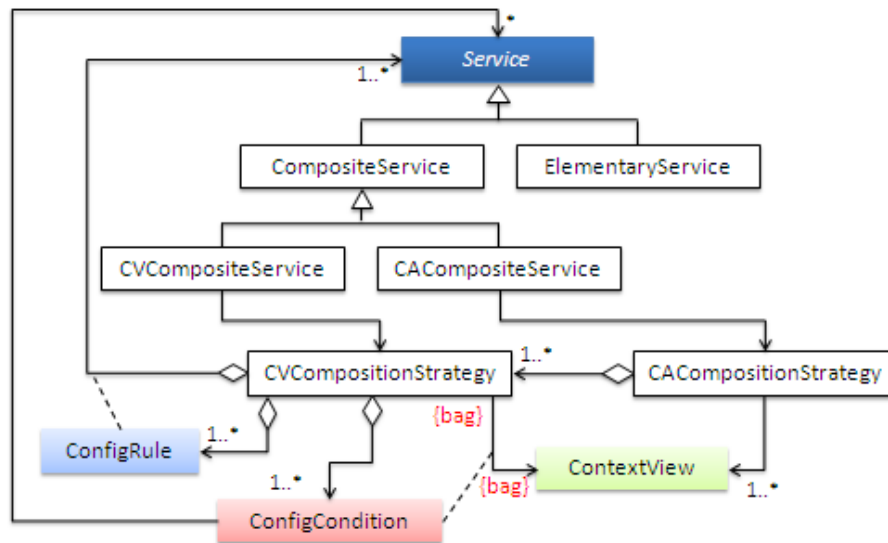 *
Service
1..*
CompositeService
ElementaryService
CVCompositeService
CACompositeService
1..*
CVCompositionStrategy
CACompositionStrategy
{bag}
1..*
ConfigRule
ContextView
1..*
{bag}
1..*
ConfigCondition